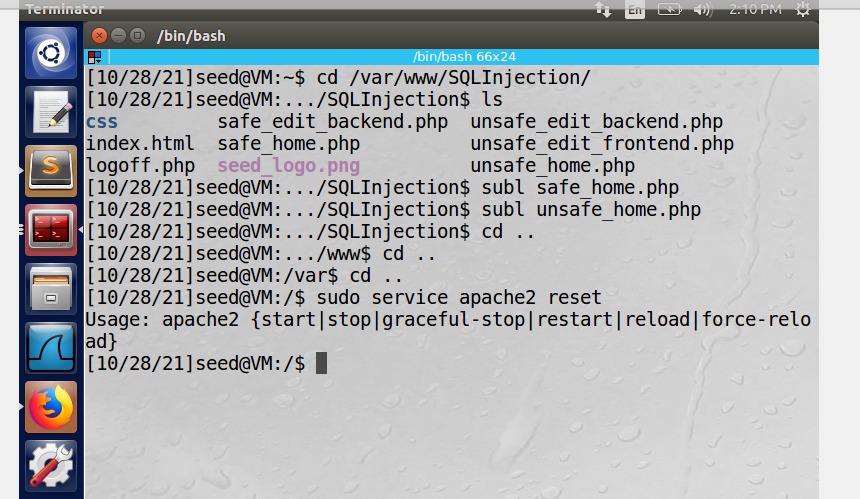 Terminator
En
2:10 PM
/bin/bash
/bin/bash 66x24
[10/28/21]seed@VM:~$ cd /var/www/SQLInjection/
[10/28/21]seed@VM:.../SQLInjection$ ls
css safe_edit_backend.php unsafe_edit_backend.php
index.html safe_home.php unsafe_edit_frontend.php
logoff.php seed_logo.png unsafe_home.php
[10/28/21]seed@VM:.../SQLInjection$ subl safe_home.php
[10/28/21]seed@VM:.../SQLInjection$ subl unsafe_home.php
[10/28/21]seed@VM:.../SQLInjection$ cd ..
[10/28/21]seed@VM:.../www$ cd ..
[10/28/21]seed@VM:/var$ cd ..
[10/28/21]seed@VM:/$ sudo service apache2 reset
Usage: apache2 {start|stop|graceful-stop|restart|reload|force-relo
ad}
[10/28/21]seed@VM:/$